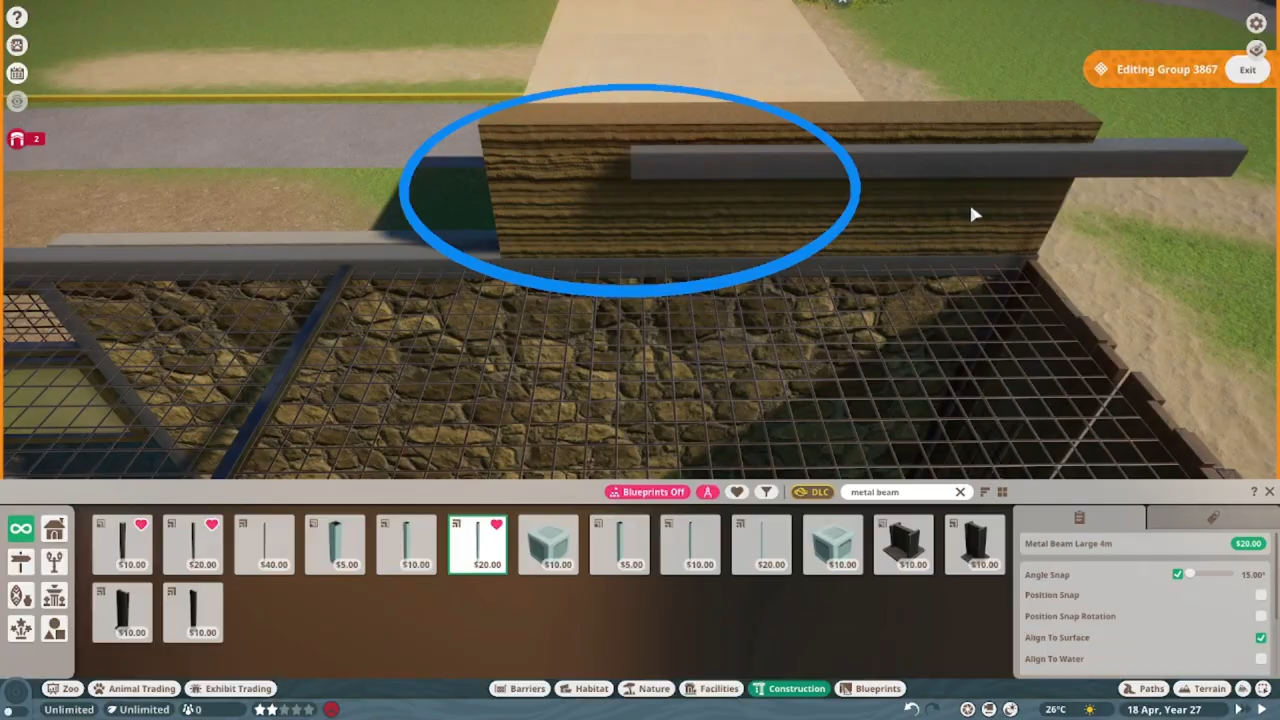 ?
Editing Group 3867
Exit
2
Blueprints Off
DLC
metal beam
?
$10.00
$20.00
$40.00
$5.00
$10.00
$20.00
$10.00
$5.00
$10.00
$20.00
$10.00
$10.00
$10.00
$10.00
$10.00
Metal Beam Large 4m
$20.00
Angle Snap
15.00°
Position Snap
Position Snap Rotation
Align To Surface
Align To Water
Zoo
Animal Trading
Exhibit Trading
Barriers
Habitat
Nature
Facilities
Construction
Blueprints
Paths
Terrain
Unlimited
Unlimited
0
26°C
18 Apr, Year 27